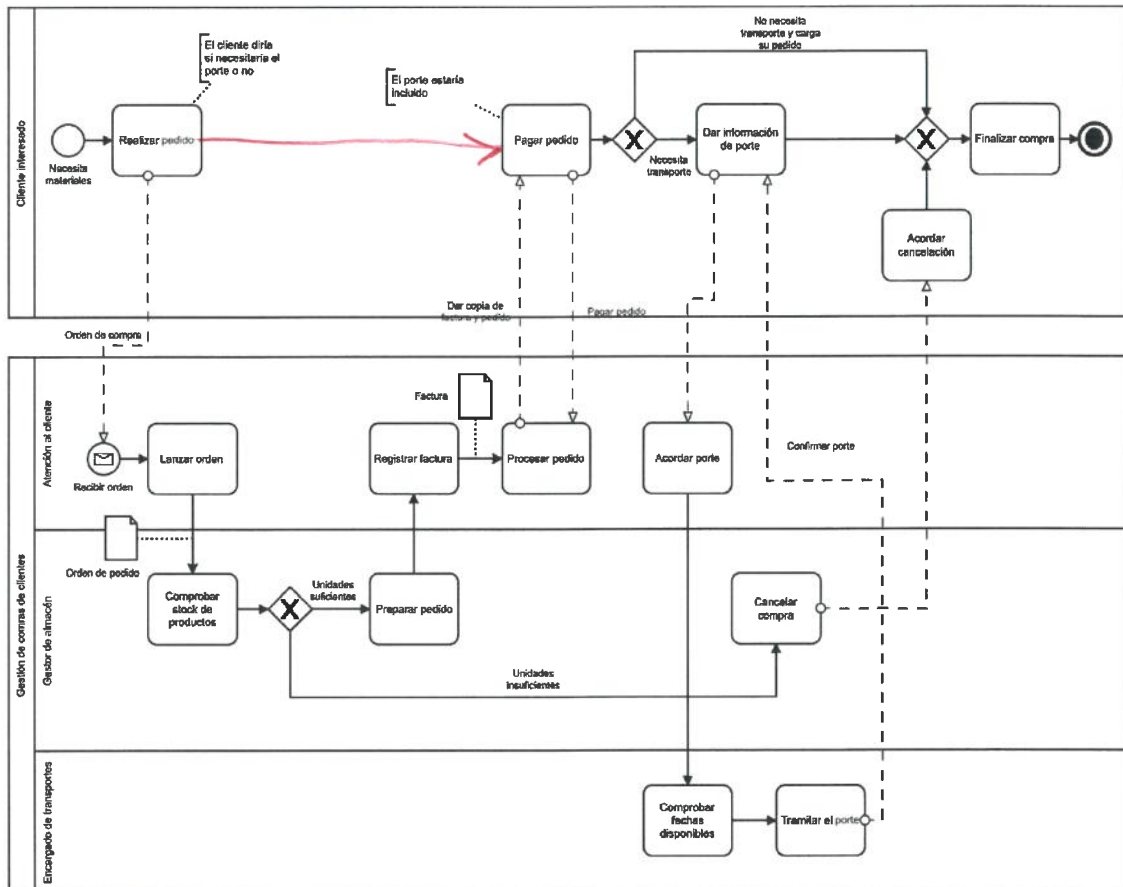 Cliente interesado
Necesita
materiales
Realizar pedido
El cliente diría
si necesitaría el
porte o no
El porte estaría
incluido
Pagar pedido
No necesita
transporte y carga
su pedido
Necesita
transporte
Dar información
de porte
Finalizar compra
Acordar
cancelación
Orden de compra
Dar copia de
factura y pedido
Pagar pedido
Gestión de compras de clientes
Atención al cliente
Recibir orden
Lanzar orden
Registrar factura
Factura
Procesar pedido
Acordar porte
Confirmar porte
Gestor de almacén
Orden de pedido
Comprobar
stock de
productos
Unidades
suficientes
Preparar pedido
Unidades
insuficientes
Cancelar
compra
Encargado de transportes
Comprobar
fechas
disponibles
Tramitar el porte